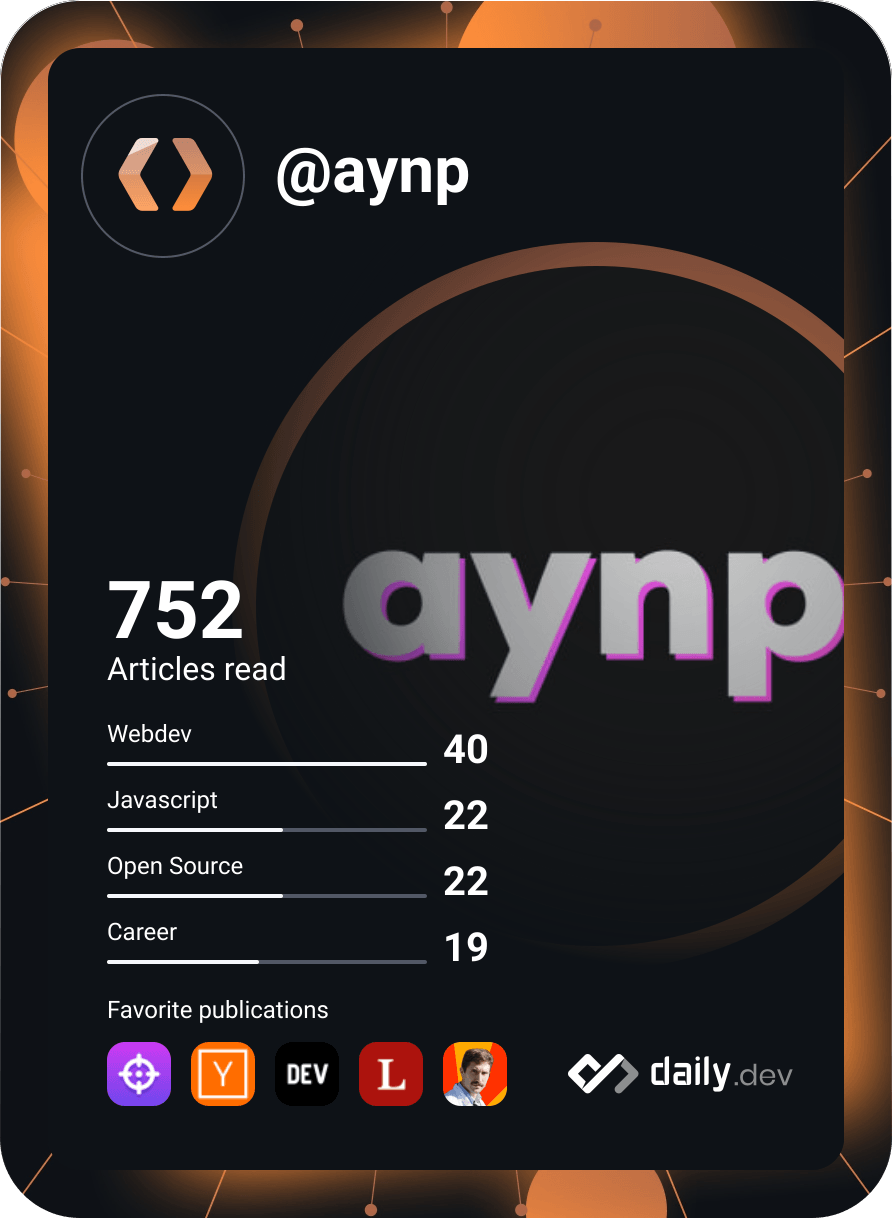 @aynp
aynp
752
Articles read
Webdev
40
Javascript
22
Open Source
22
Career
19
Favorite publications
Y
DEV
L
daily.dev